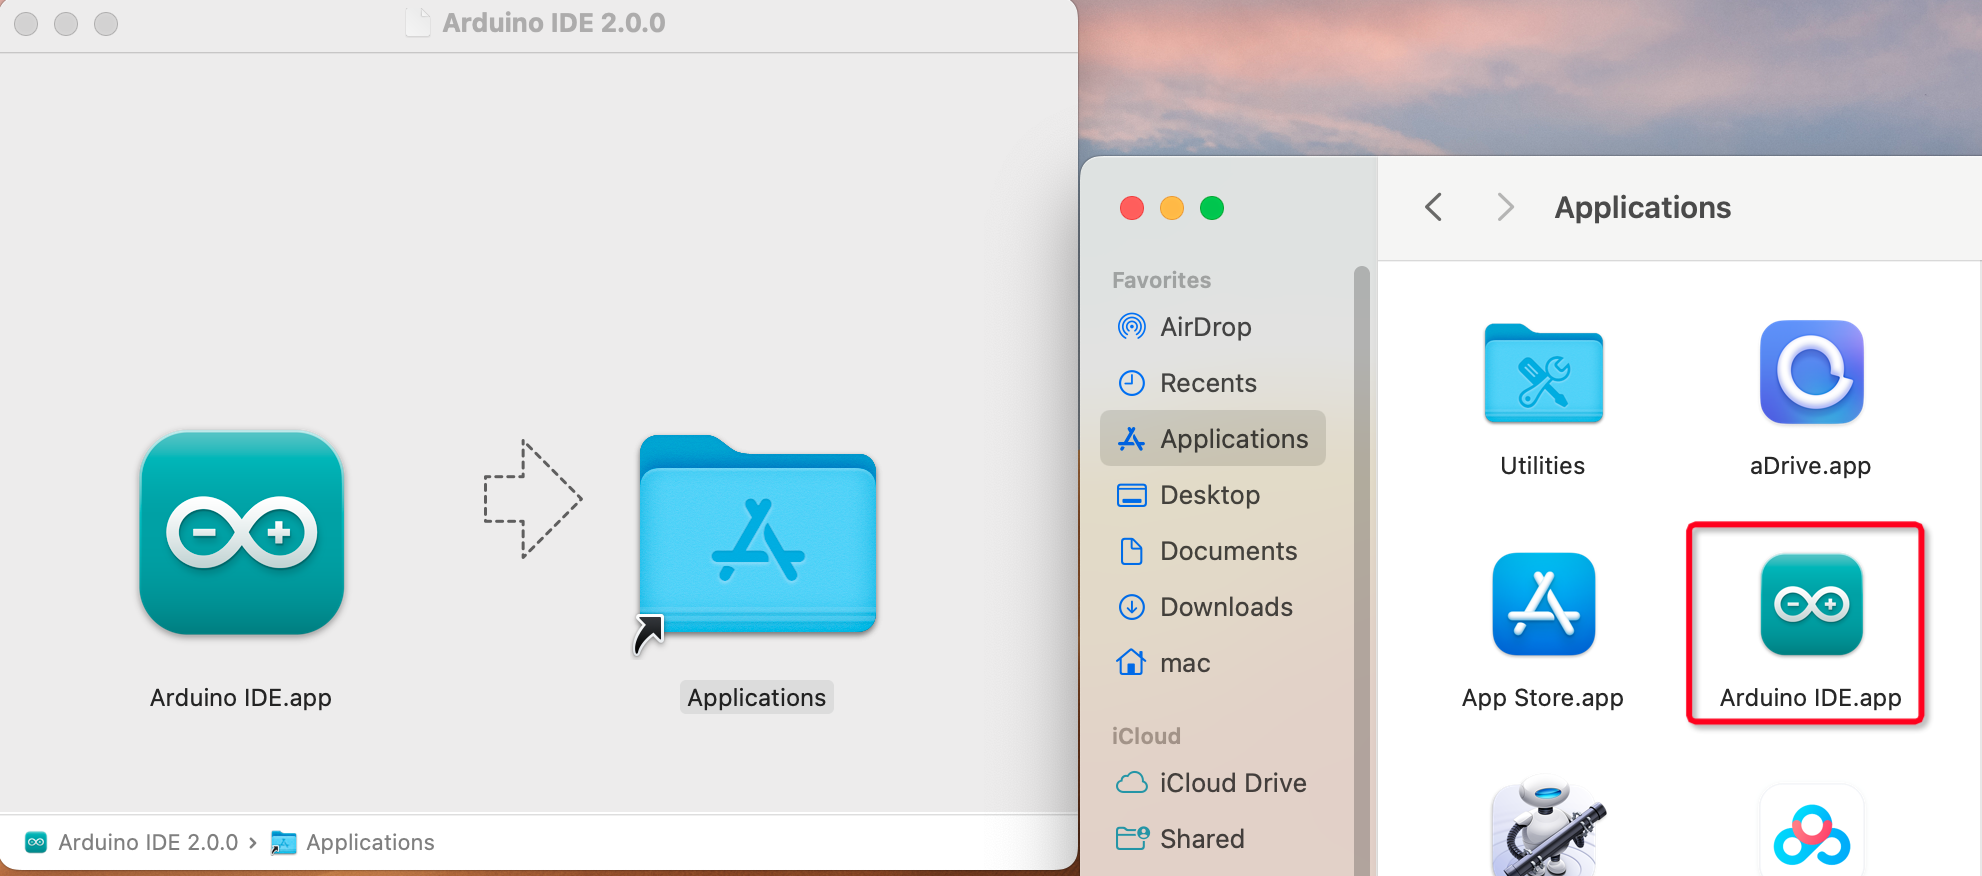 Arduino IDE 2.0.0
Arduino IDE.app
Applications
Arduino IDE 2.0.0 › Applications
Applications
Favorites
AirDrop
Recents
Applications
Desktop
Documents
Downloads
mac
iCloud
iCloud Drive
Shared
Utilities
aDrive.app
App Store.app
Arduino IDE.app